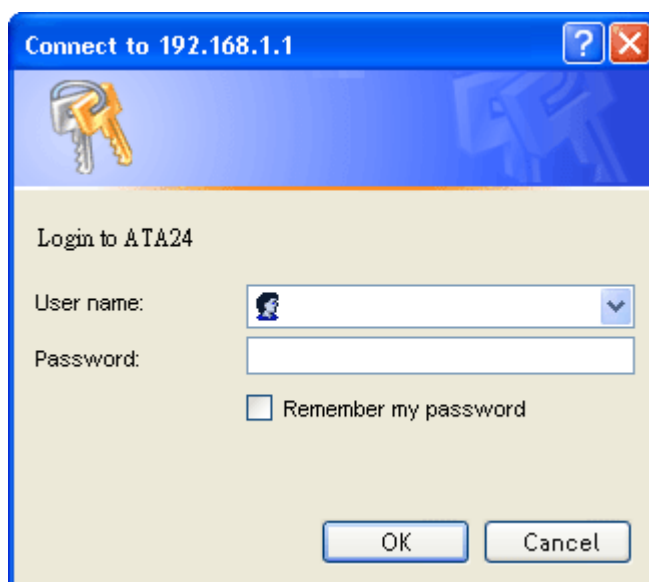 Connect to 192.168.1.1
?
Login to ATA24
User name:
Password:
Remember my password
OK
Cancel